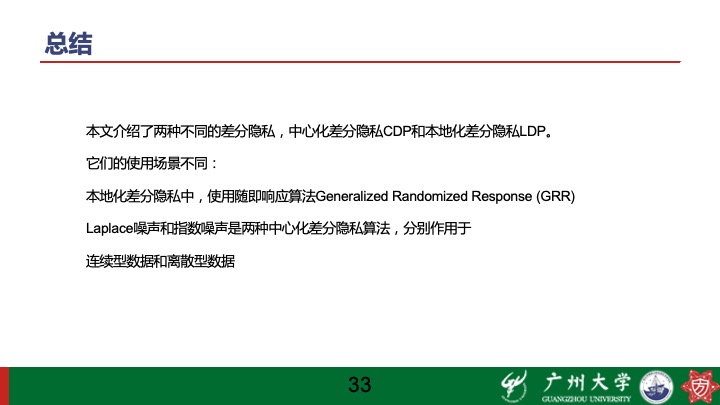 总结
本文介绍了两种不同的差分隐私，中心化差分隐私CDP和本地化差分隐私LDP。
它们的使用场景不同：
本地化差分隐私中，使用随即响应算法Generalized Randomized Response (GRR)
Laplace噪声和指数噪声是两种中心化差分隐私算法，分别作用于
连续型数据和离散型数据
33
广州大学
GUANGZHOU UNIVERSITY